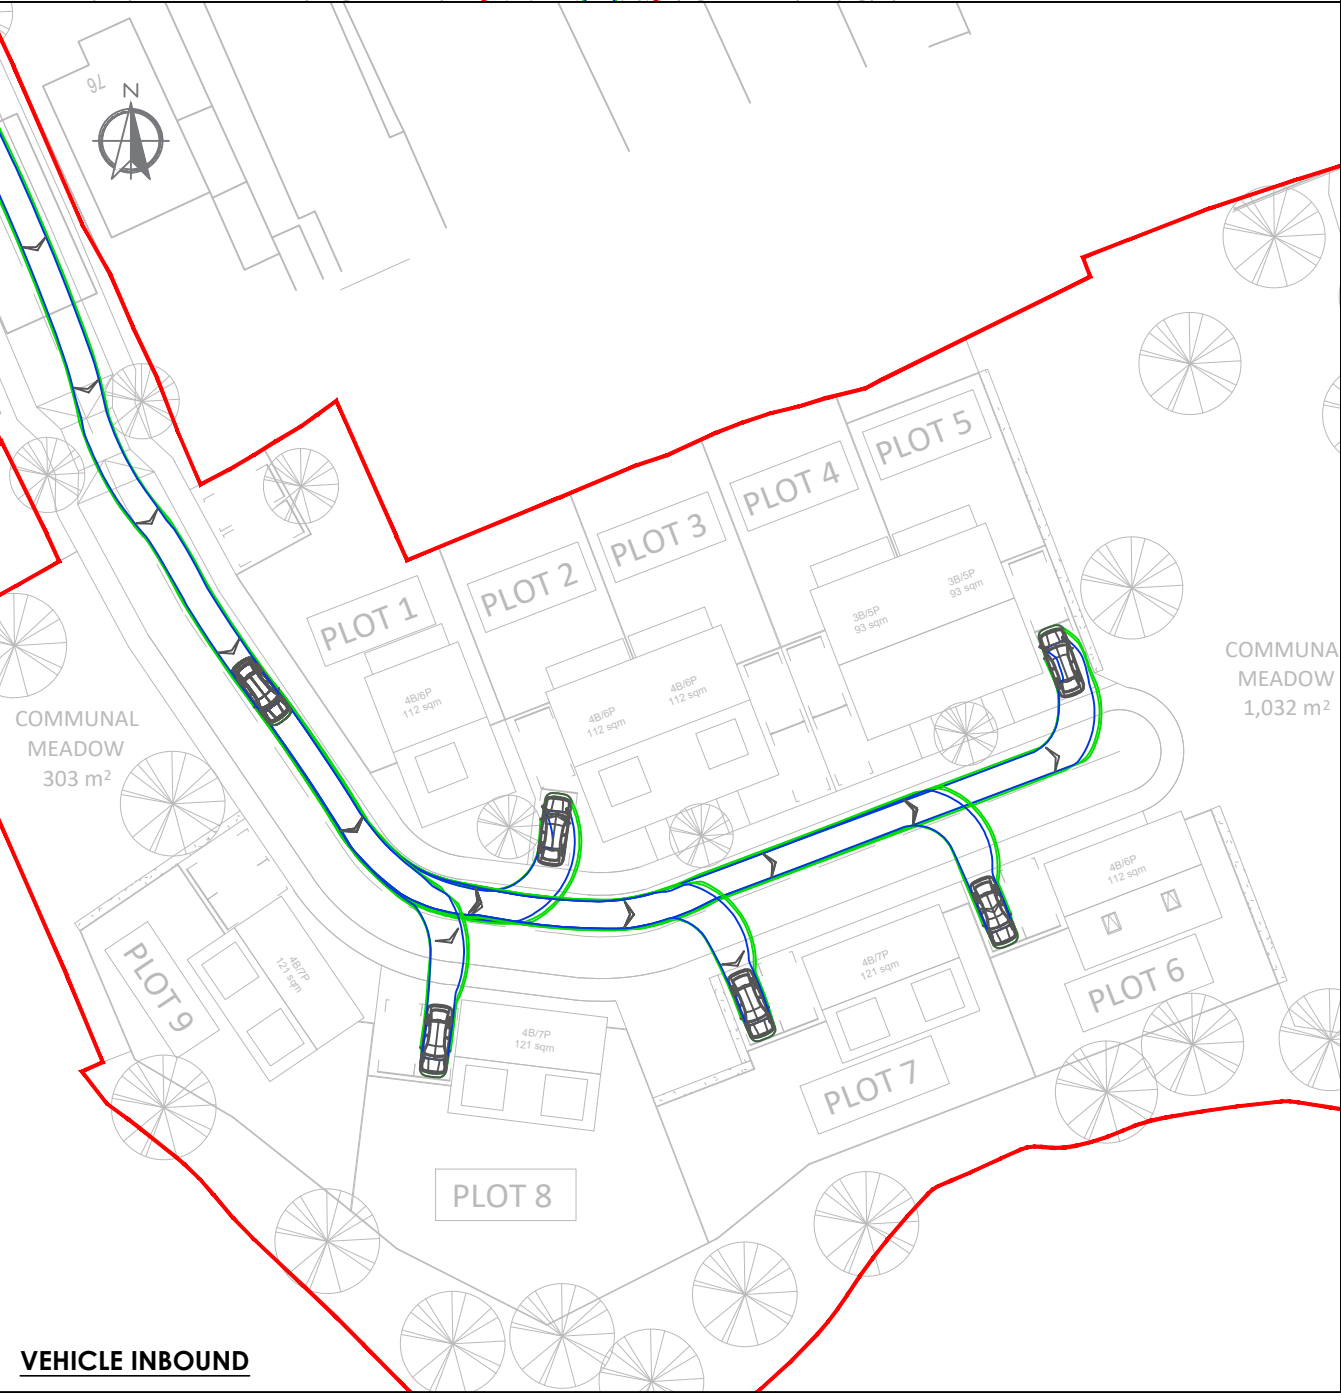 76
N
PLOT 5
PLOT 4
PLOT 3
PLOT 2
PLOT 1
3B/5P
93 sqm
3B/5P
93 sqm
4B/6P
112 sqm
4B/6P
112 sqm
4B/6P
112 sqm
COMMUNAL
MEADOW
303 m²
COMMUNA
MEADOW
1,032 m²
4B/6P
112 sqm
PLOT 6
4B/7P
121 sqm
PLOT 7
4B/7P
121 sqm
PLOT 8
4B/7P
121 sqm
PLOT 9
VEHICLE INBOUND